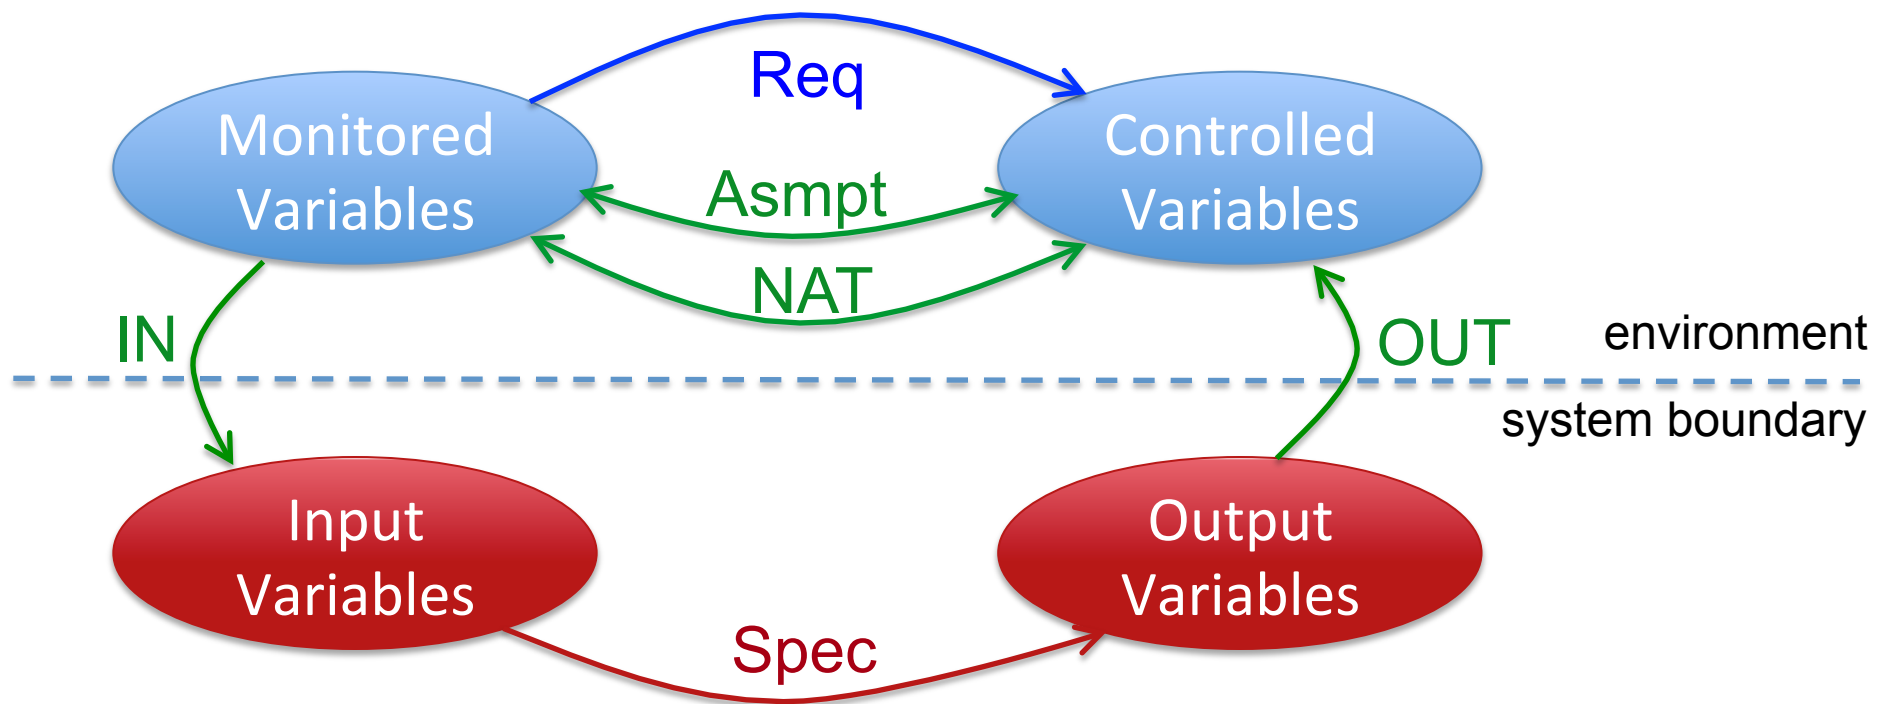 Req
Monitored
Variables
Controlled
Variables
Asmpt
NAT
IN
OUT
environment
system boundary
Input
Variables
Output
Variables
Spec